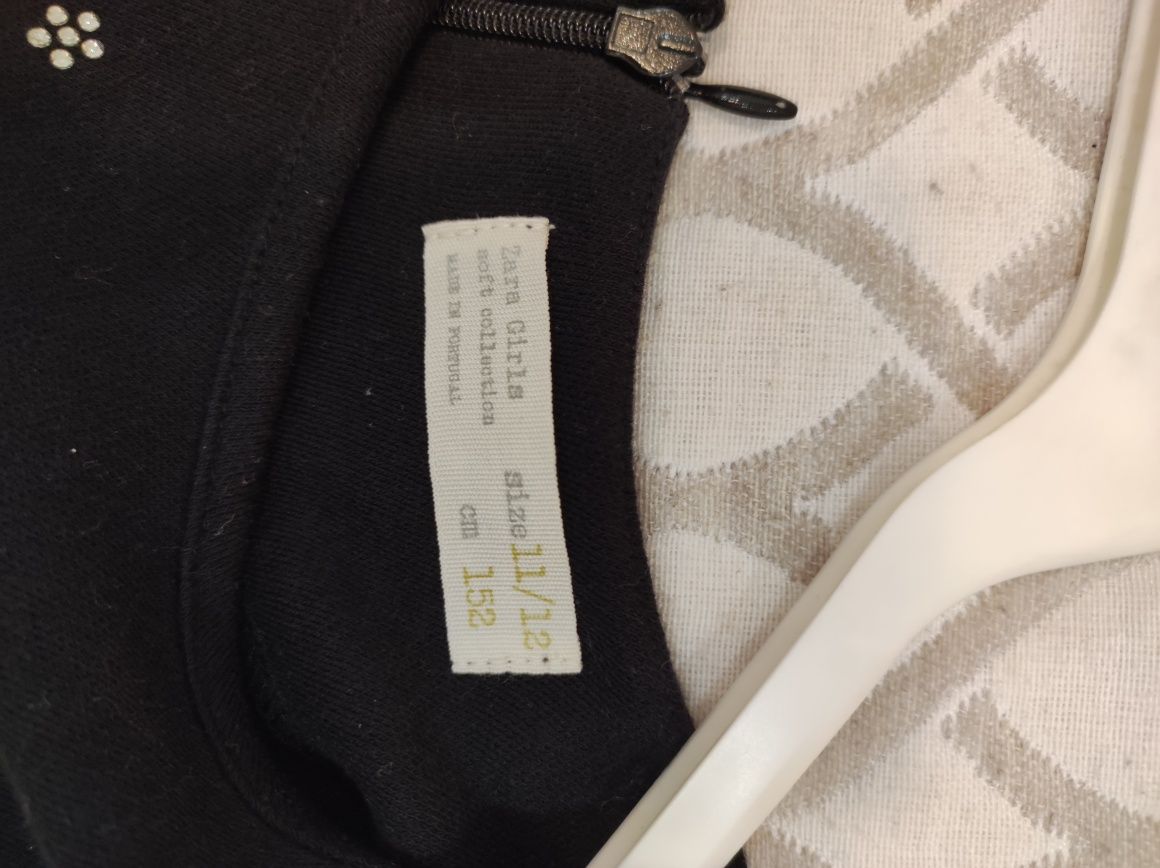 Zara Girls size 11/12
soft collection cm 152
MADE IN PORTUGAL